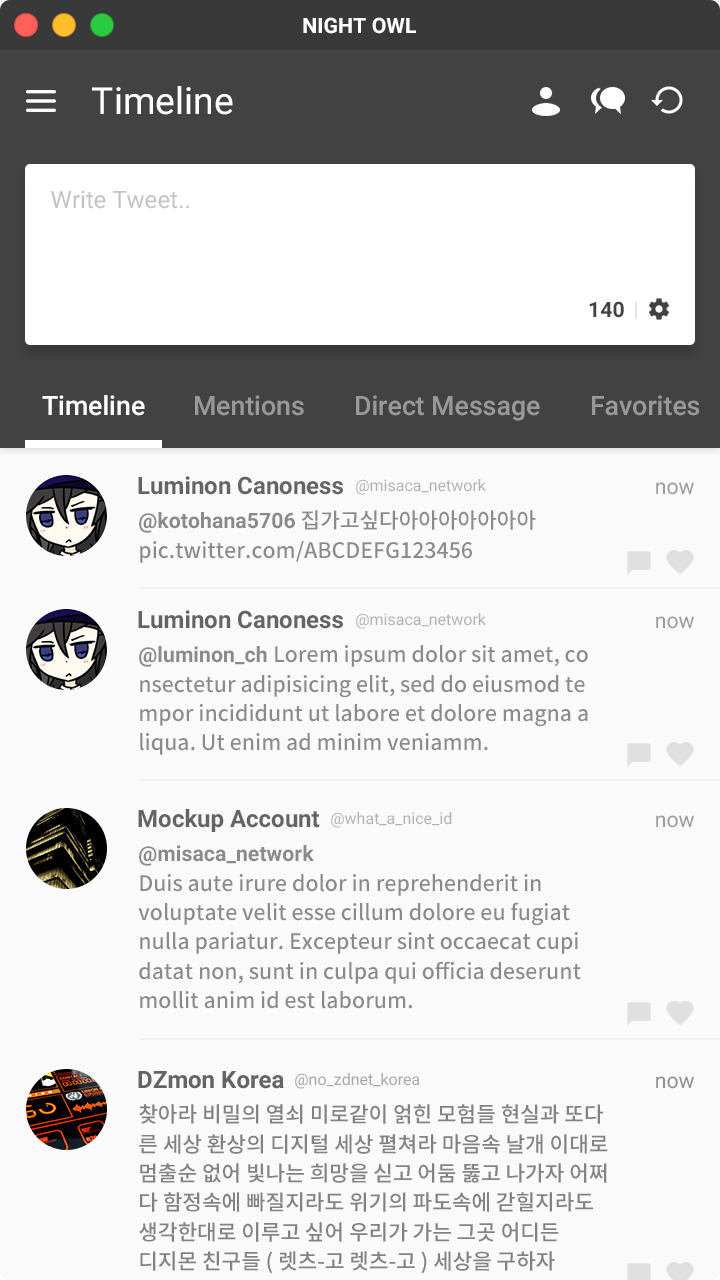 NIGHT OWL
Timeline
Write Tweet..
140
Timeline Mentions Direct Message Favorites
Luminon Canoness @misaca_network now
@kotohana5706 집가고싶다아아아아아아아
pic.twitter.com/ABCDEFG123456
Luminon Canoness @misaca_network now
@luminon_ch Lorem ipsum dolor sit amet, co
nsectetur adipisicing elit, sed do eiusmod te
mpor incididunt ut labore et dolore magna a
liqua. Ut enim ad minim veniamm.
Mockup Account @what_a_nice_id now
@misaca_network
Duis aute irure dolor in reprehenderit in
voluptate velit esse cillum dolore eu fugiat
nulla pariatur. Excepteur sint occaecat cupi
datat non, sunt in culpa qui officia deserunt
mollit anim id est laborum.
DZmon Korea @no_zdnet_korea now
찾아라 비밀의 열쇠 미로같이 얽힌 모험들 현실과 또다
른 세상 환상의 디지털 세상 펼쳐라 마음속 날개 이대로
멈출순 없어 빛나는 희망을 싣고 어둠 뚫고 나가자 어쩌
다 함정속에 빠질지라도 위기의 파도속에 갇힐지라도
생각한대로 이루고 싶어 우리가 가는 그곳 어디든
디지몬 친구들 ( 렛츠-고 렛츠-고 ) 세상을 구하자